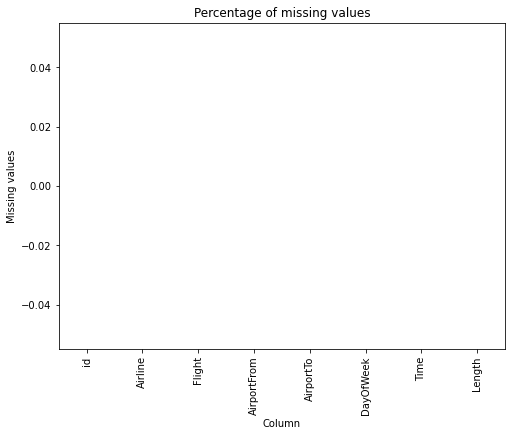 Percentage of missing values
0.04
0.02
0.00
−0.02
−0.04
Missing values
id
Airline
Flight
AirportFrom
AirportTo
DayOfWeek
Time
Length
Column